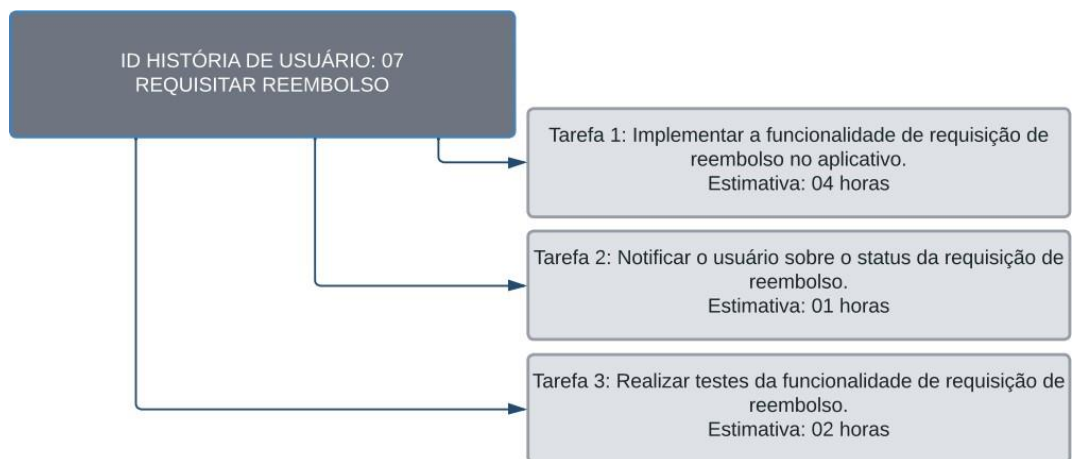 ID HISTÓRIA DE USUÁRIO: 07
REQUISITAR REEMBOLSO
Tarefa 1: Implementar a funcionalidade de requisição de
reembolso no aplicativo.
Estimativa: 04 horas
Tarefa 2: Notificar o usuário sobre o status da requisição de
reembolso.
Estimativa: 01 horas
Tarefa 3: Realizar testes da funcionalidade de requisição de
reembolso.
Estimativa: 02 horas